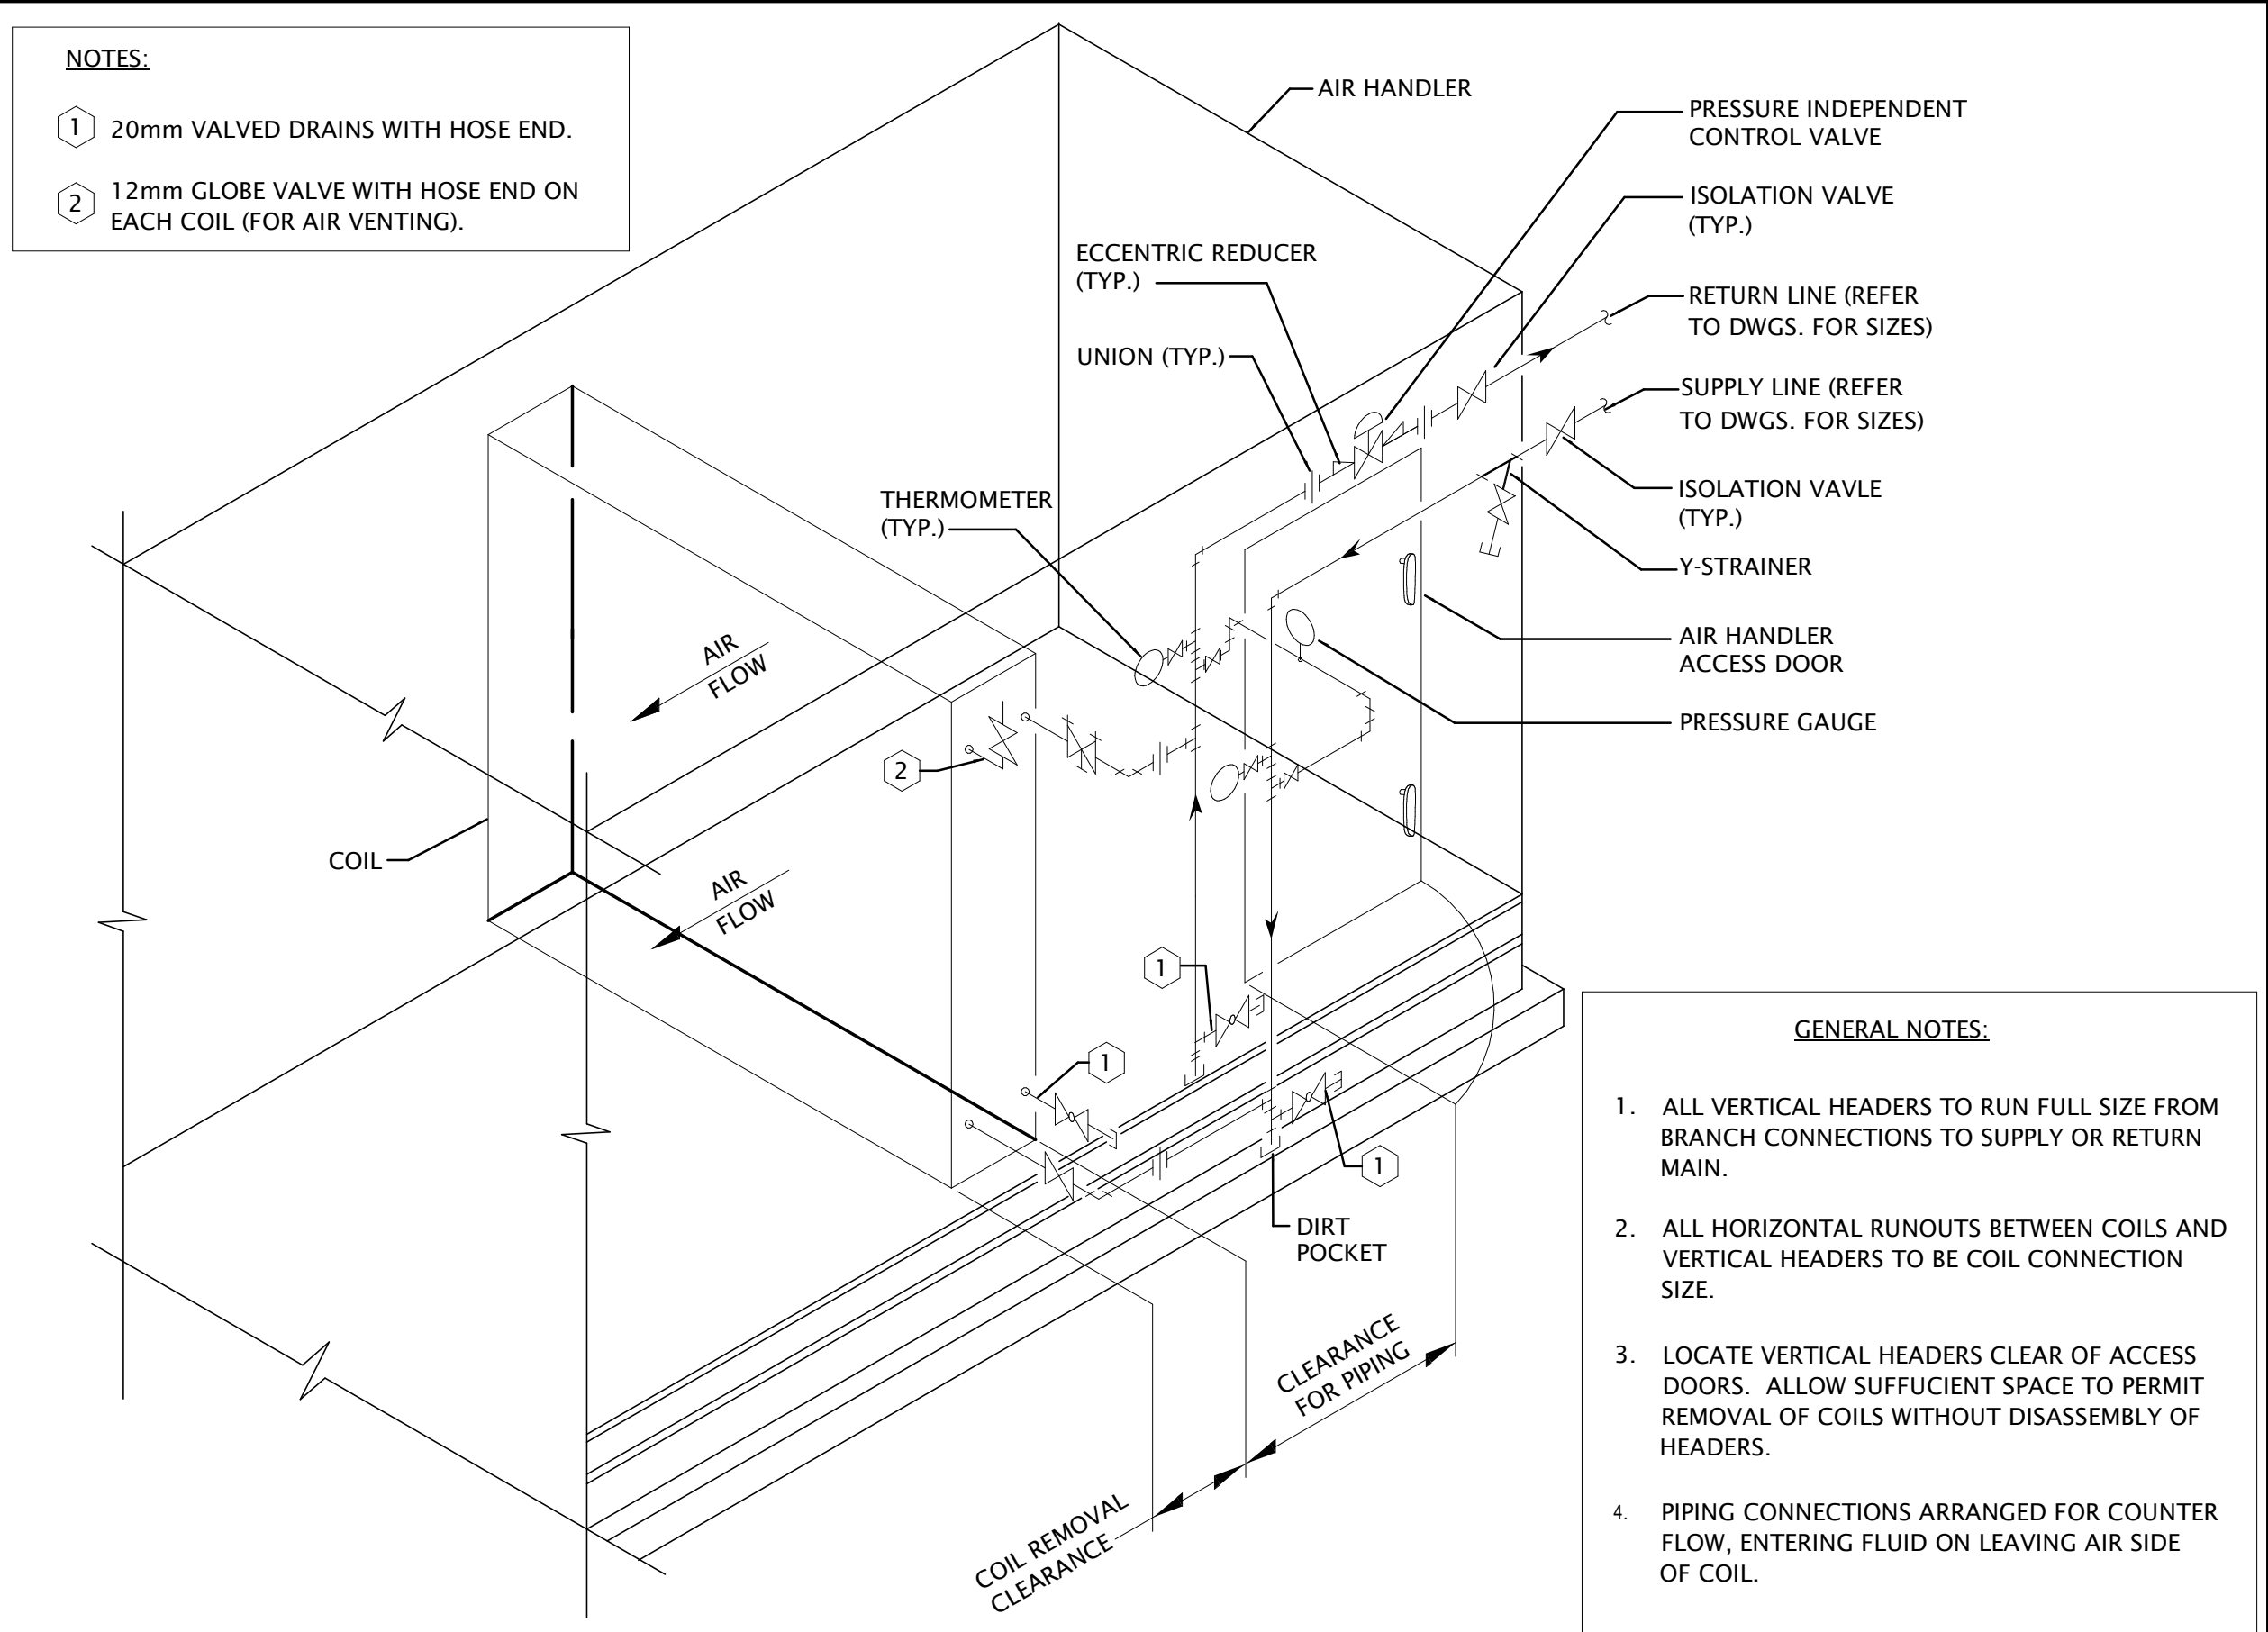 NOTES:
1 20mm VALVED DRAINS WITH HOSE END.
2 12mm GLOBE VALVE WITH HOSE END ON
EACH COIL (FOR AIR VENTING).
AIR HANDLER
PRESSURE INDEPENDENT
CONTROL VALVE
ISOLATION VALVE
(TYP.)
ECCENTRIC REDUCER
(TYP.)
RETURN LINE (REFER
TO DWGS. FOR SIZES)
UNION (TYP.)
SUPPLY LINE (REFER
TO DWGS. FOR SIZES)
THERMOMETER
(TYP.)
ISOLATION VAVLE
(TYP.)
Y-STRAINER
AIR HANDLER
ACCESS DOOR
PRESSURE GAUGE
AIR
FLOW
2
COIL
AIR
FLOW
1
1
1
DIRT
POCKET
CLEARANCE
FOR PIPING
COIL REMOVAL
CLEARANCE
GENERAL NOTES:
1. ALL VERTICAL HEADERS TO RUN FULL SIZE FROM
BRANCH CONNECTIONS TO SUPPLY OR RETURN
MAIN.
2. ALL HORIZONTAL RUNOUTS BETWEEN COILS AND
VERTICAL HEADERS TO BE COIL CONNECTION
SIZE.
3. LOCATE VERTICAL HEADERS CLEAR OF ACCESS
DOORS. ALLOW SUFFUCIENT SPACE TO PERMIT
REMOVAL OF COILS WITHOUT DISASSEMBLY OF
HEADERS.
4. PIPING CONNECTIONS ARRANGED FOR COUNTER
FLOW, ENTERING FLUID ON LEAVING AIR SIDE
OF COIL.